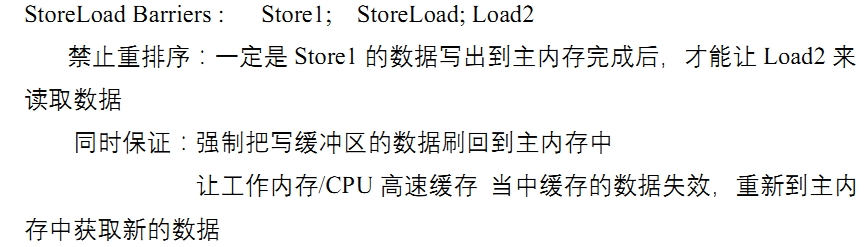 StoreLoad Barriers : Store1; StoreLoad; Load2
禁止重排序：一定是 Store1 的数据写出到主内存完成后，才能让 Load2 来
读取数据
同时保证：强制把写缓冲区的数据刷回到主内存中
让工作内存/CPU 高速缓存 当中缓存的数据失效，重新到主内
存中获取新的数据